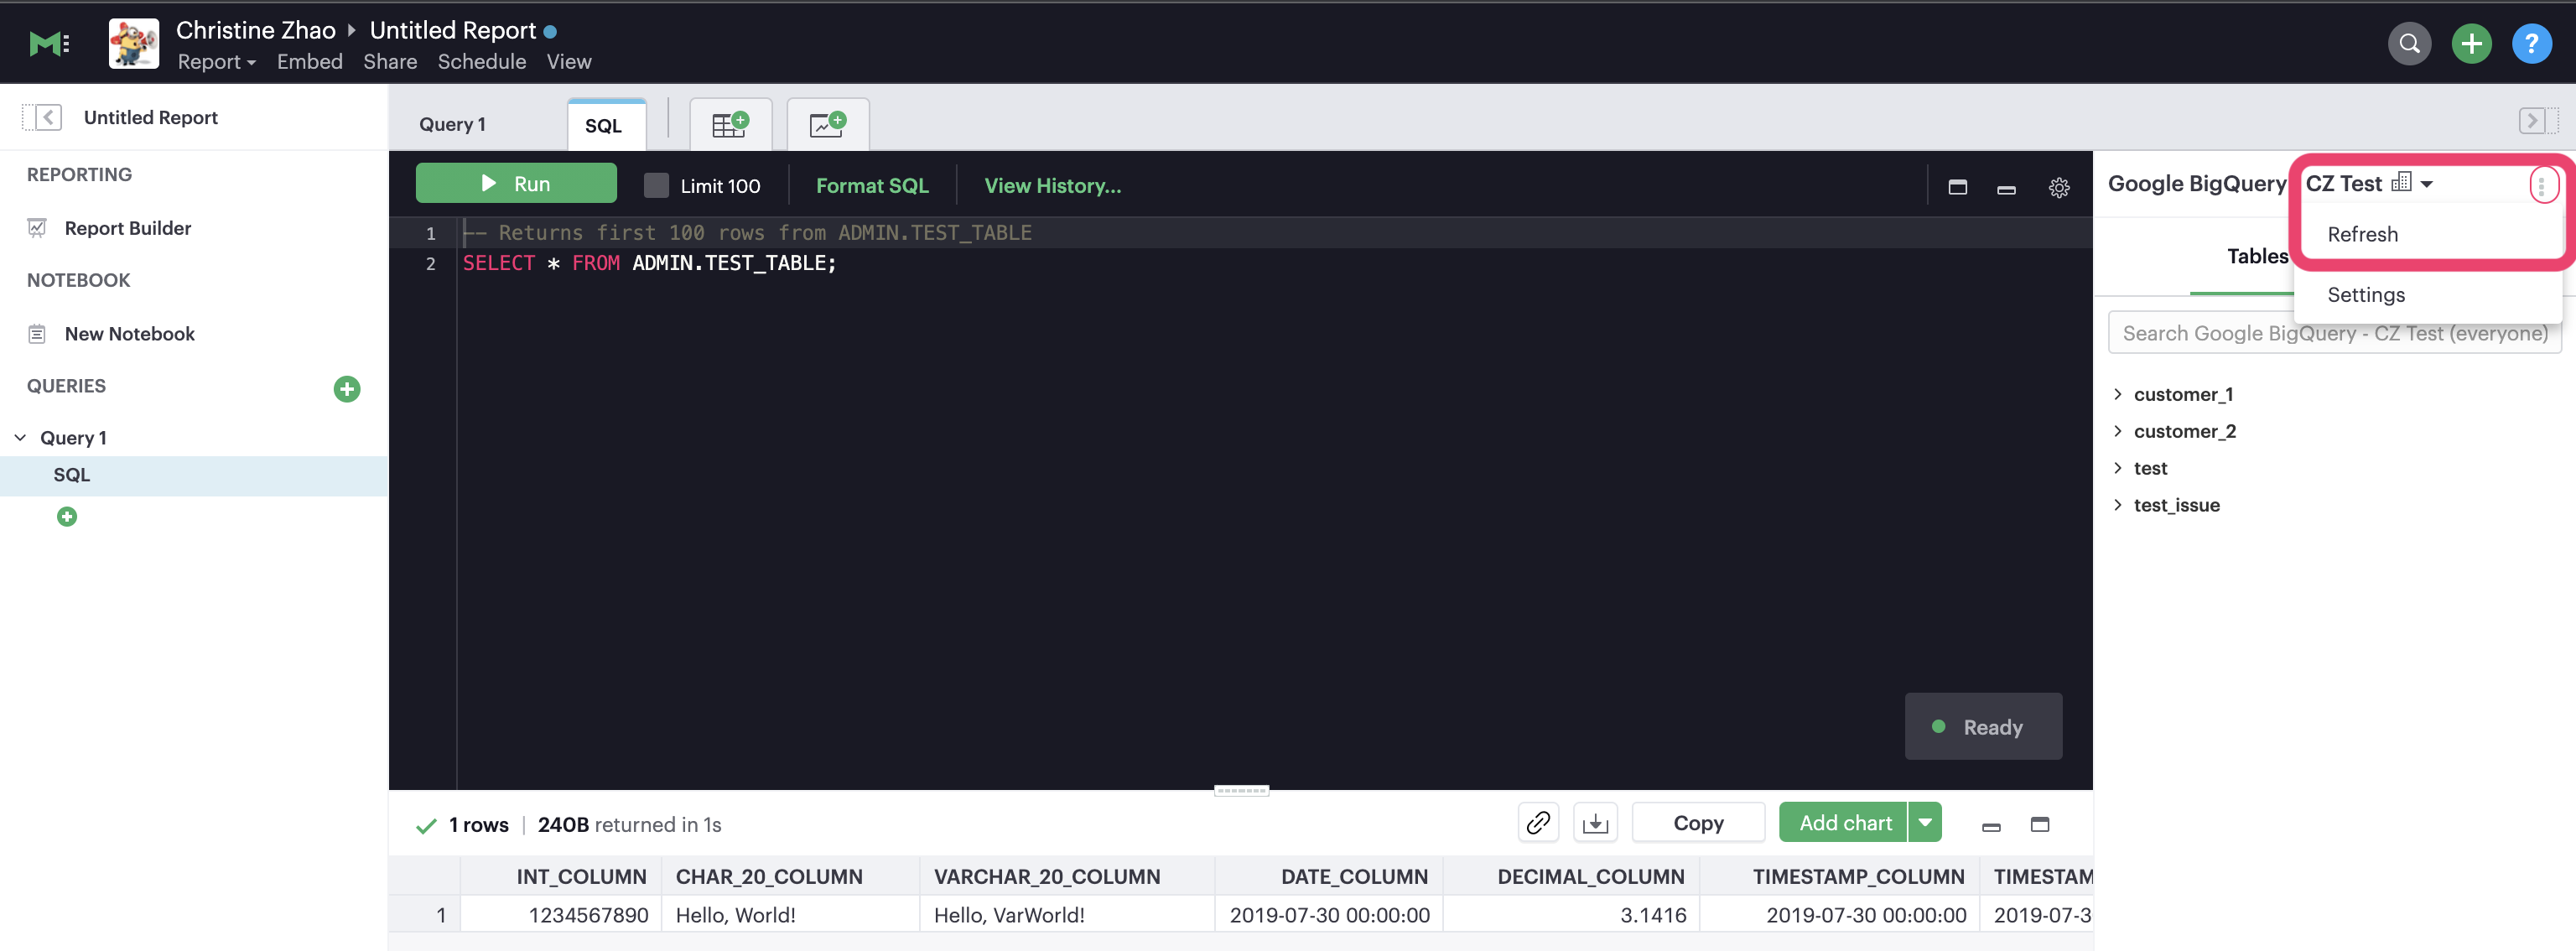 Christine Zhao Untitled Report
Report Embed Share Schedule View
?
Untitled Report
REPORTING
Report Builder
NOTEBOOK
New Notebook
QUERIES
Query 1
SQL
Query 1 SQL
Run Limit 100 Format SQL View History...
1 -- Returns first 100 rows from ADMIN.TEST_TABLE
2 SELECT * FROM ADMIN.TEST_TABLE;
Ready
Google BigQuery CZ Test
Refresh
Tables
Settings
Search Google BigQuery - CZ Test (everyone)
customer_1
customer_2
test
test_issue
1 rows | 240B returned in 1s Copy Add chart
INT_COLUMN CHAR_20_COLUMN VARCHAR_20_COLUMN DATE_COLUMN DECIMAL_COLUMN TIMESTAMP_COLUMN TIMESTAM
1 1234567890 Hello, World! Hello, VarWorld! 2019-07-30 00:00:00 3.1416 2019-07-30 00:00:00 2019-07-3